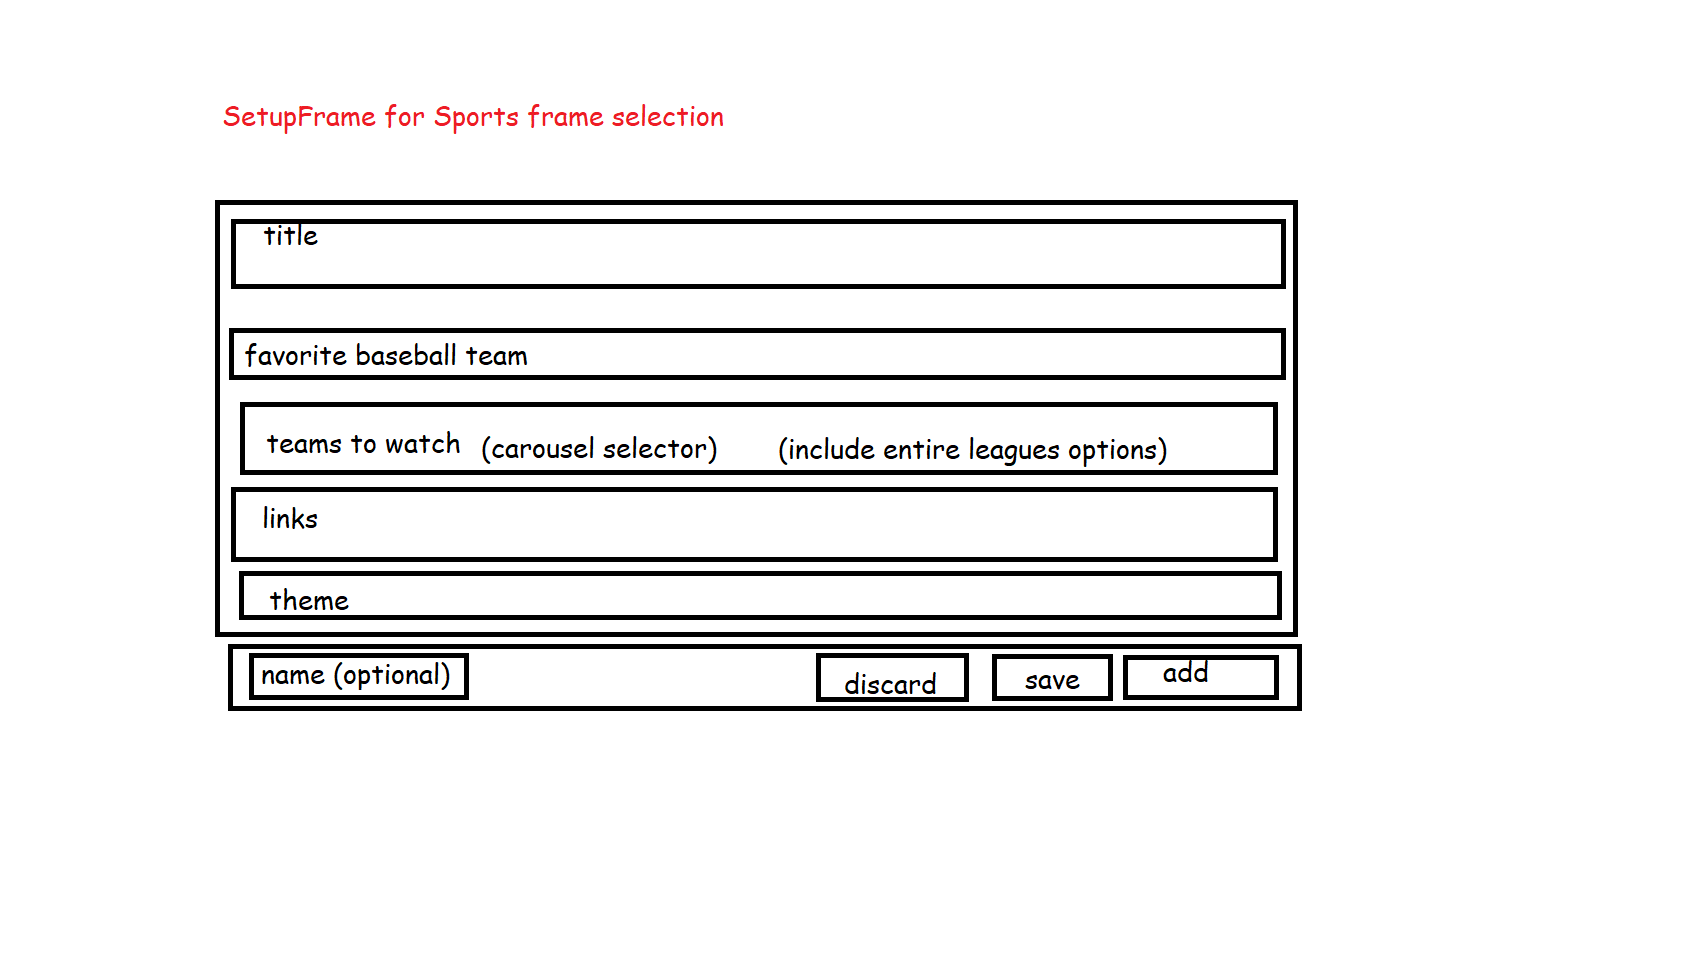 SetupFrame for Sports frame selection
title
favorite baseball team
teams to watch (carousel selector) (include entire leagues options)
links
theme
name (optional) discard save add